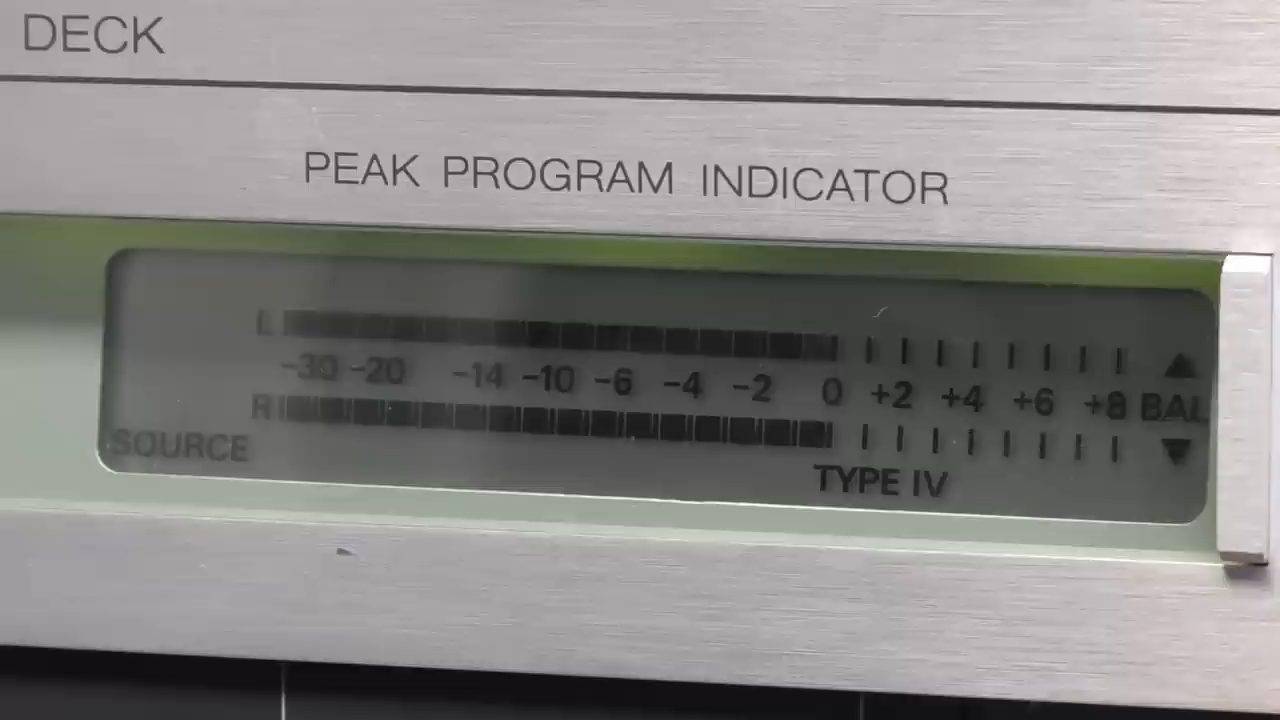 DECK
PEAK PROGRAM INDICATOR
L
-30 -20 -14 -10 -6 -4 -2 0 +2 +4 +6 +8 BAL
R
SOURCE
TYPE IV